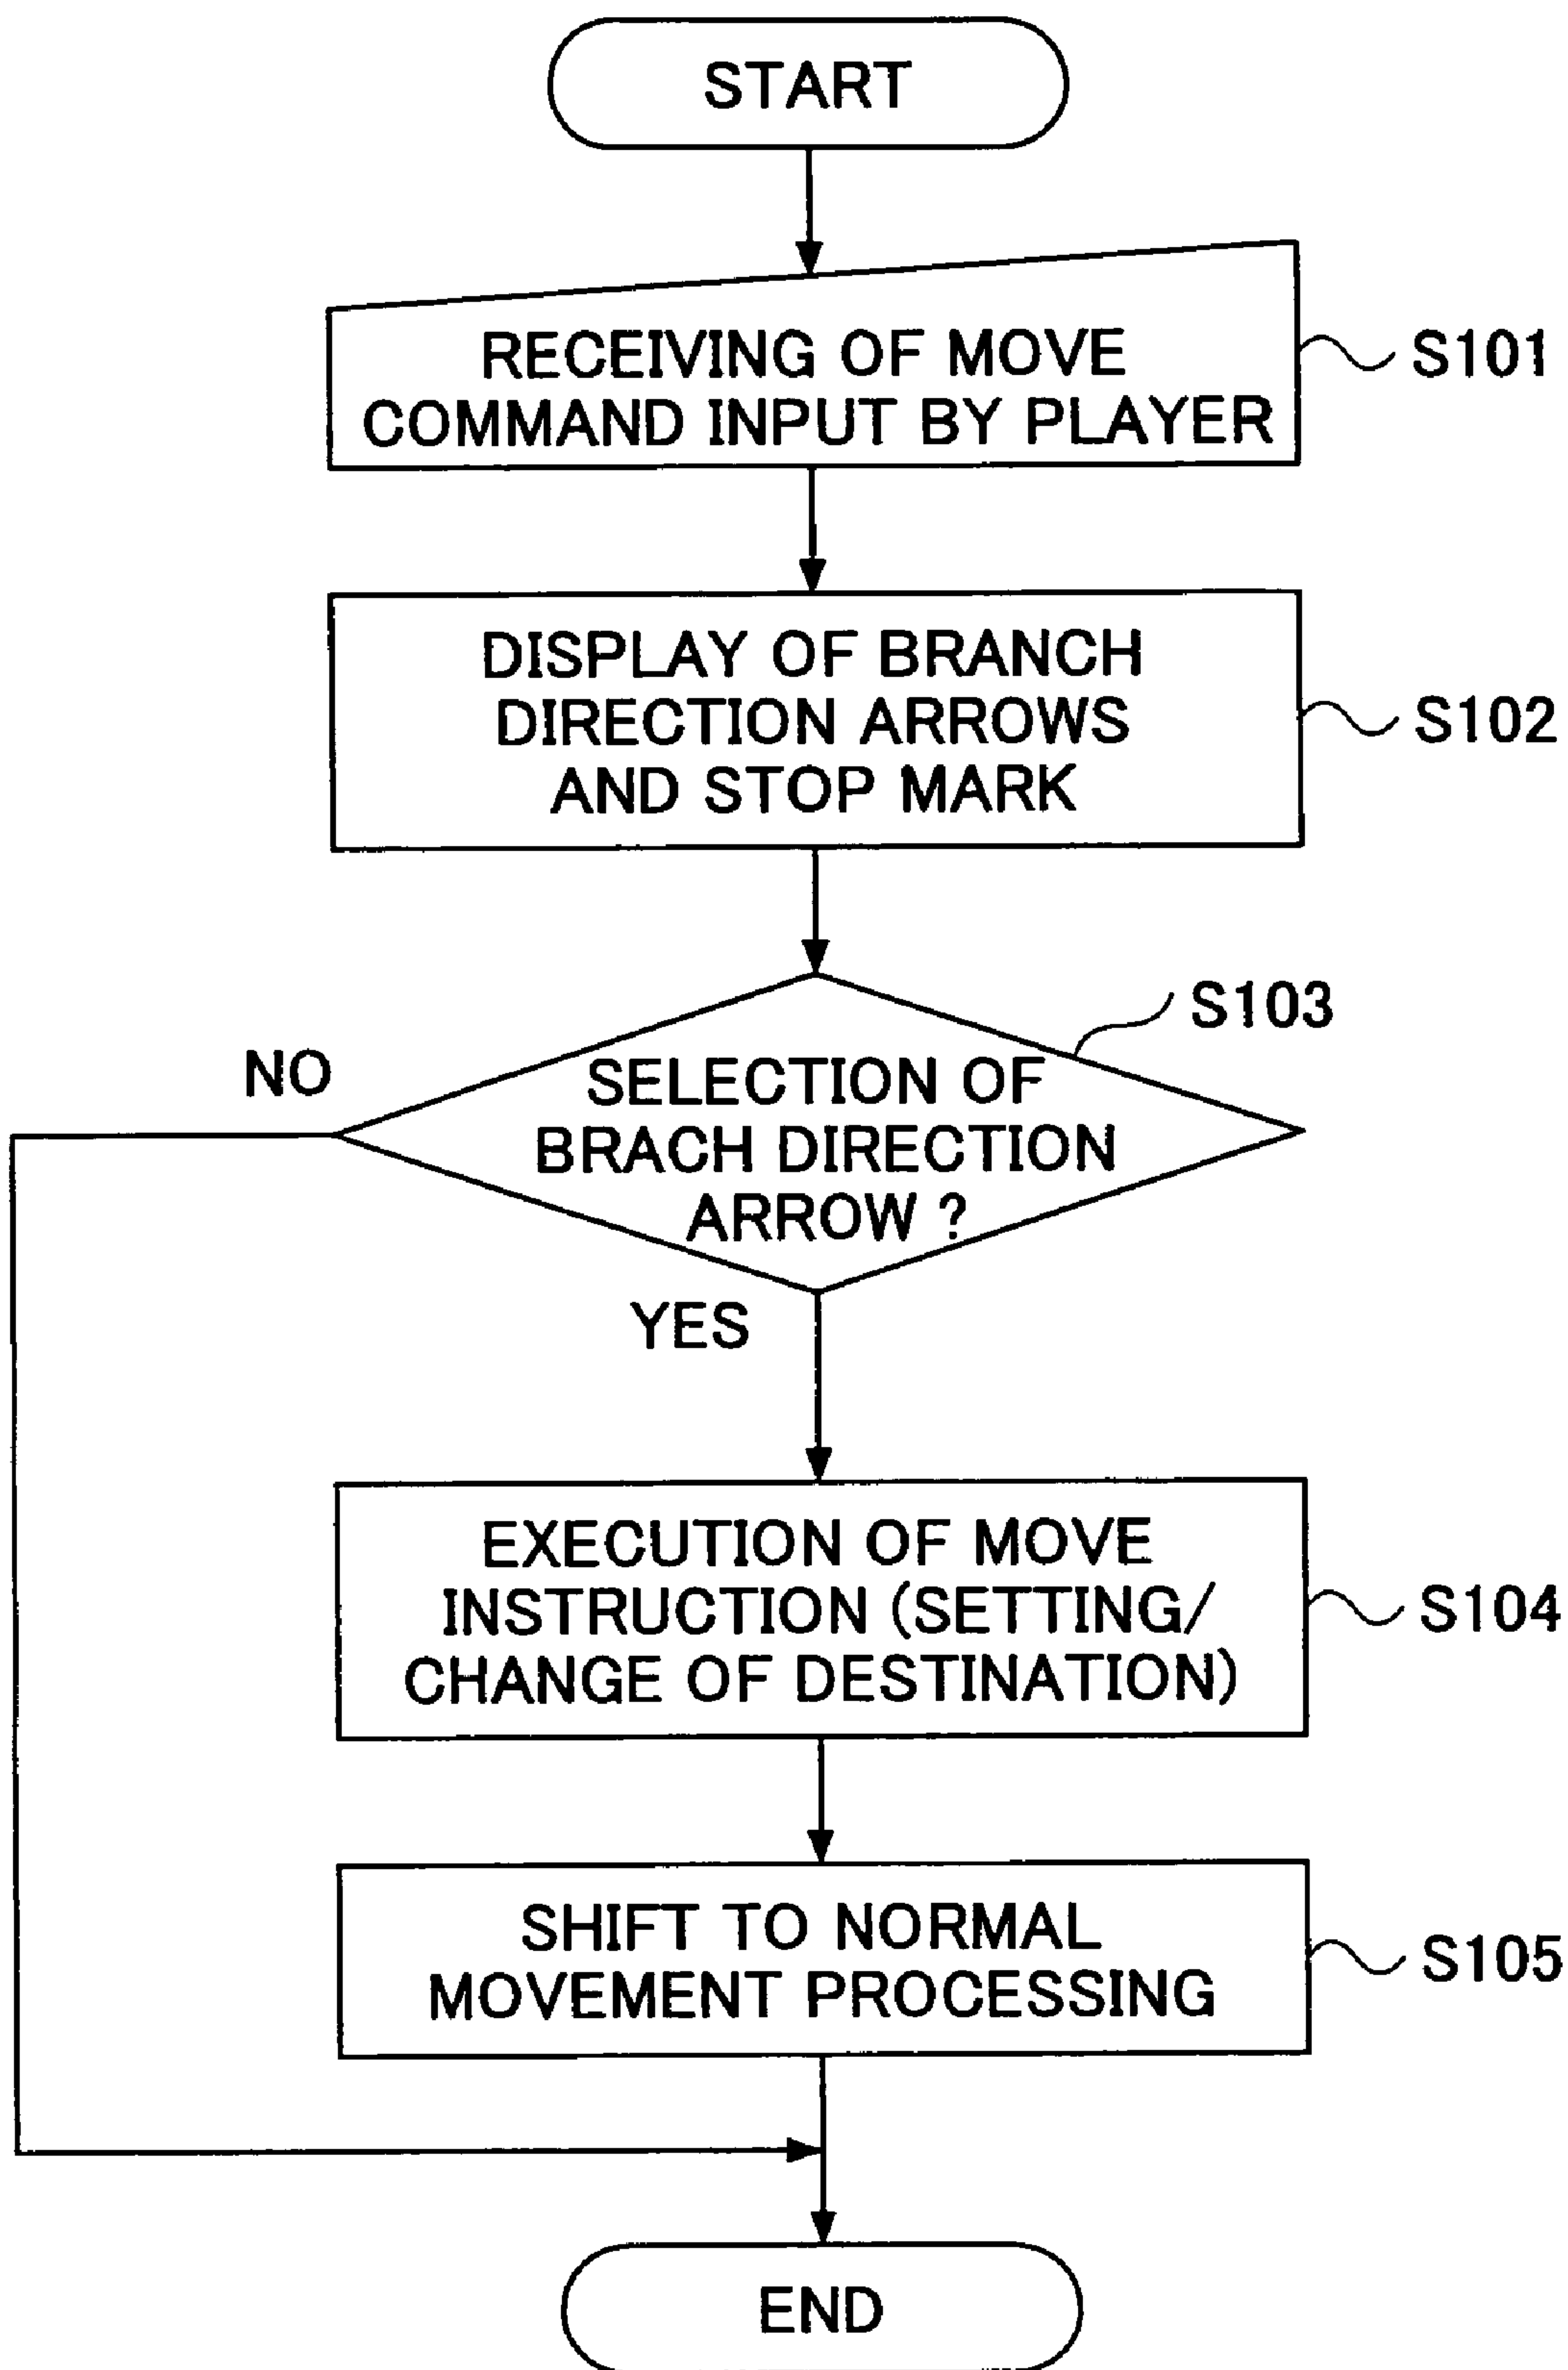 START
RECEIVING OF MOVE
COMMAND INPUT BY PLAYER
S101
DISPLAY OF BRANCH
DIRECTION ARROWS
AND STOP MARK
S102
S103
NO
SELECTION OF
BRACH DIRECTION
ARROW ?
YES
EXECUTION OF MOVE
INSTRUCTION (SETTING/
CHANGE OF DESTINATION)
S104
SHIFT TO NORMAL
MOVEMENT PROCESSING
S105
END